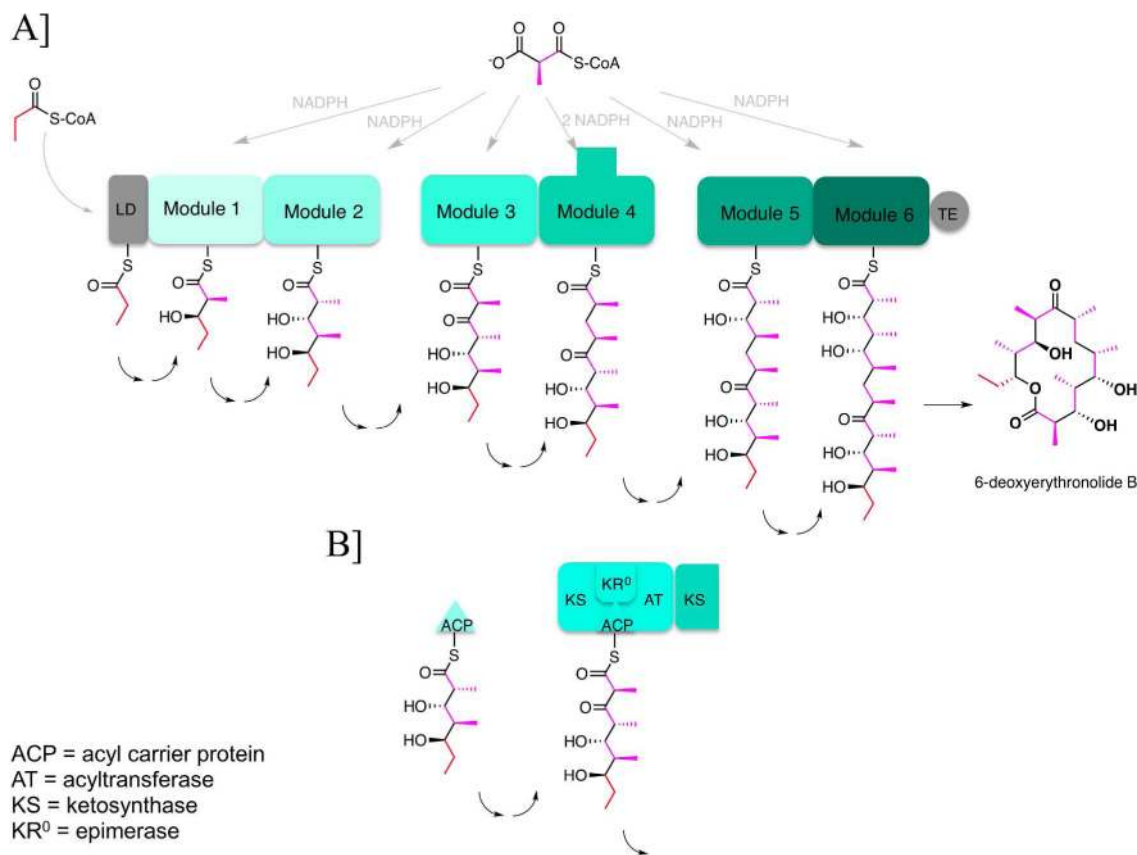 A]
O
O
-O
S-CoA
O
S-CoA
NADPH
NADPH
2 NADPH
NADPH
NADPH
LD
Module 1
Module 2
Module 3
Module 4
Module 5
Module 6
TE
S
S
S
S
S
S
S
O
O
O
O
O
O
O
HO
HO
HO
O
HO
HO
O
HO
HO
HO
O
HO
HO
HO
HO
O
HO
HO
O
OH
O
O
OH
OH
6-deoxyerythronolide B
B]
ACP
S
O
HO
HO
KS
KR⁰
AT
KS
ACP
S
O
O
HO
HO
ACP = acyl carrier protein
AT = acyltransferase
KS = ketosynthase
KR⁰ = epimerase